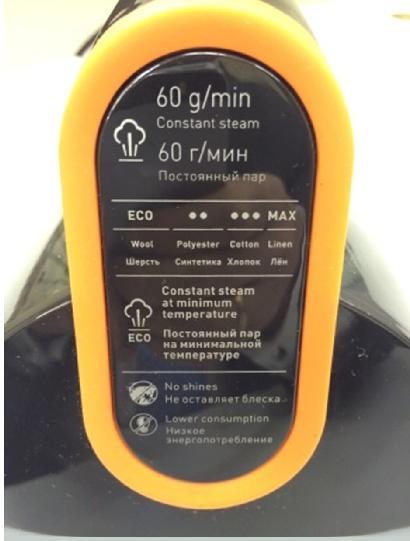 60 g/min
Constant steam
60 г/мин
Постоянный пар
ECO •• ••• MAX
Wool Polyester Cotton Linen
Шерсть Синтетика Хлопок Лён
Constant steam
at minimum
temperature
ECO
Постоянный пар
на минимальной
температуре
No shines
Не оставляет блеска
Lower consumption
Низкое
энергопотребление